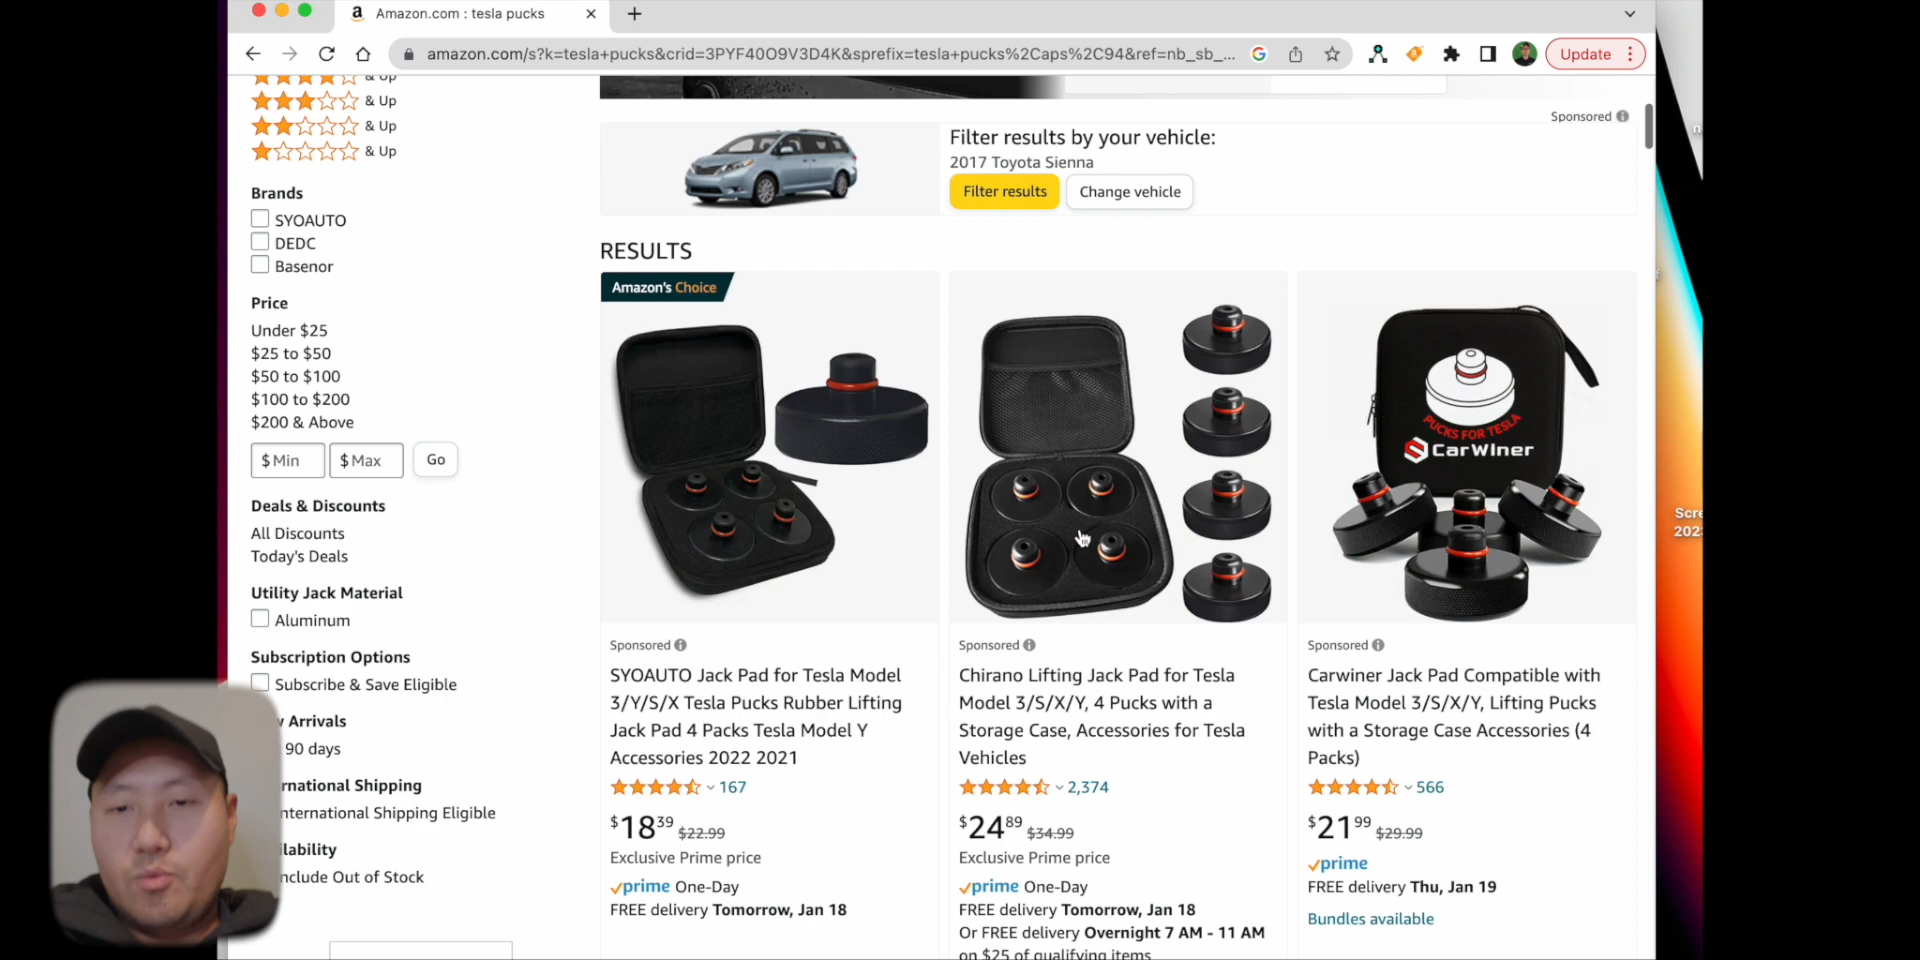 Amazon.com : tesla pucks
amazon.com/s?k=tesla+pucks&crid=3PYF40O9V3D4K&sprefix=tesla+pucks%2Caps%2C94&ref=nb_sb_...
Update
& Up
& Up
& Up
& Up
Brands
SYOAUTO
DEDC
Basenor
Price
Under $25
$25 to $50
$50 to $100
$100 to $200
$200 & Above
$ Min
$ Max
Go
Deals & Discounts
All Discounts
Today's Deals
Utility Jack Material
Aluminum
Subscription Options
Subscribe & Save Eligible
Arrivals
90 days
rnational Shipping
nternational Shipping Eligible
ilability
nclude Out of Stock
Sponsored
Filter results by your vehicle:
2017 Toyota Sienna
Filter results
Change vehicle
RESULTS
Amazon's Choice
Sponsored
SYOAUTO Jack Pad for Tesla Model
3/Y/S/X Tesla Pucks Rubber Lifting
Jack Pad 4 Packs Tesla Model Y
Accessories 2022 2021
167
$18 39 $22.99
Exclusive Prime price
prime One-Day
FREE delivery Tomorrow, Jan 18
Sponsored
Chirano Lifting Jack Pad for Tesla
Model 3/S/X/Y, 4 Pucks with a
Storage Case, Accessories for Tesla
Vehicles
2,374
$24 89 $34.99
Exclusive Prime price
prime One-Day
FREE delivery Tomorrow, Jan 18
Or FREE delivery Overnight 7 AM - 11 AM
on $25 of qualifying items
PUCKS FOR TESLA
CarWiner
Sponsored
Carwiner Jack Pad Compatible with
Tesla Model 3/S/X/Y, Lifting Pucks
with a Storage Case Accessories (4
Packs)
566
$21 99 $29.99
prime
FREE delivery Thu, Jan 19
Bundles available
Scre
202